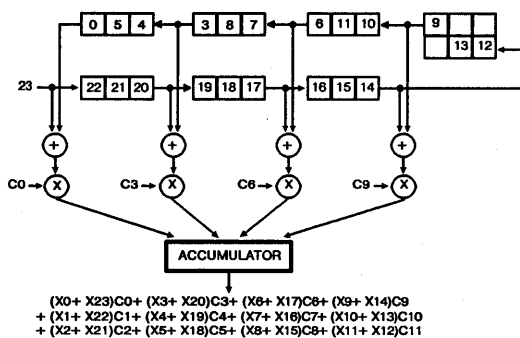 0 5 4 3 8 7 6 11 10 9
13 12
23 22 21 20 19 18 17 16 15 14
+ + + +
C0 X C3 X C6 X C9 X
ACCUMULATOR
(X0+ X23)C0+ (X3+ X20)C3+ (X6+ X17)C6+ (X9+ X14)C9
+ (X1+ X22)C1+ (X4+ X19)C4+ (X7+ X16)C7+ (X10+ X13)C10
+ (X2+ X21)C2+ (X5+ X18)C5+ (X8+ X15)C8+ (X11+ X12)C11